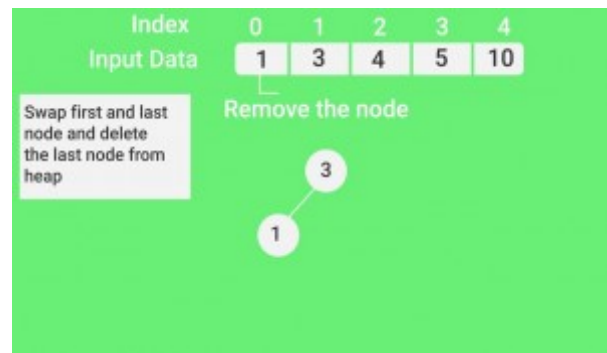 Index 0 1 2 3 4
Input Data 1 3 4 5 10
Swap first and last
node and delete
the last node from
heap
Remove the node
3
1